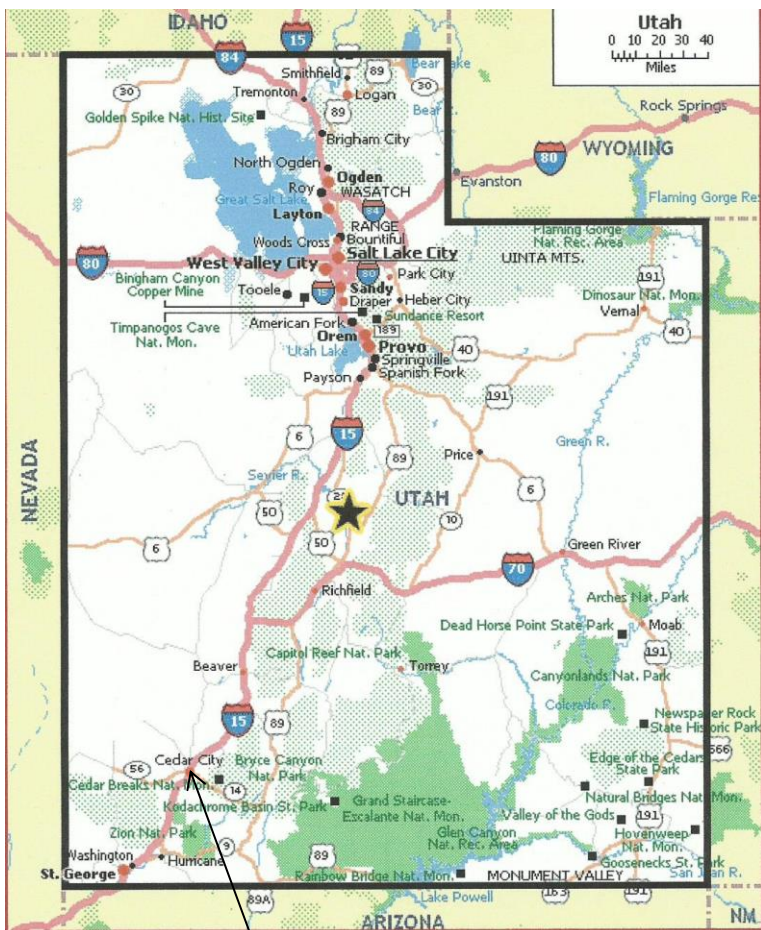 IDAHO
Utah
0 10 20 30 40
Miles
15
84
Smithfield
89
Bear Lake
30
Tremonton
Logan
30
Bear R.
Rock Springs
89
Golden Spike Nat. Hist. Site
Brigham City
WYOMING
80
North Ogden
Ogden
Evanston
Roy
WASATCH
Great Salt Lake
Flaming Gorge Res
Layton
84
RANGE
Flaming Gorge
Nat. Rec. Area
Woods Cross
Bountiful
Salt Lake City
UINTA MTS.
80
West Valley City
80
Park City
191
Bingham Canyon
Copper Mine
Tooele
15
Sandy
Draper
Heber City
Dinosaur Nat. Mon.
Vernal
Timpanogos Cave
Nat. Mon.
American Fork
Sundance Resort
189
40
Orem
Provo
40
Utah Lake
Springville
Spanish Fork
Payson
191
6
15
89
Green R.
Price
NEVADA
Sevier R.
UTAH
6
50
10
6
50
Green River
70
Richfield
Arches Nat. Park
Dead Horse Point State Park
Moab
Capitol Reef Nat. Park
191
Beaver
Torrey
Canyonlands Nat. Park
Colorado R.
15
89
Newspaper Rock
State Historic Park
666
Cedar City
Bryce Canyon
Nat. Park
Edge of the Cedars
State Park
56
Cedar Breaks Nat. Mon.
14
Natural Bridges Nat. Mon.
Kodachrome Basin St. Park
Grand Staircase-
Escalante Nat. Mon.
Valley of the Gods
191
Zion Nat. Park
Glen Canyon
Nat. Rec. Area
Hovenweep
Nat. Mon.
9
89
Washington
Hurricane
Goosenecks St. Park
St. George
Rainbow Bridge Nat. Mon.
MONUMENT VALLEY
San Juan R.
89A
Lake Powell
163
191
ARIZONA
NM